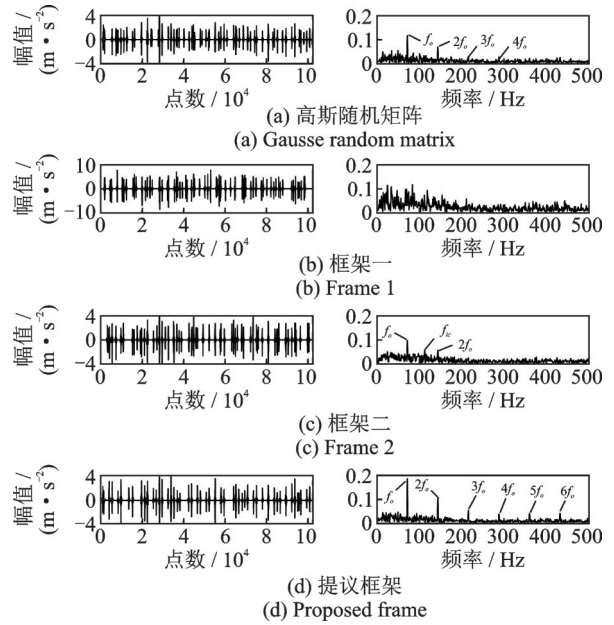 幅值 /
(m • s⁻²)
4
0
−4
0 2 4 6 8 10
点数 / 10⁴
0.2
0.1
0
fₒ 2fₒ 3fₒ 4fₒ
0 100 200 300 400 500
频率 / Hz
(a) 高斯随机矩阵
(a) Gausse random matrix
幅值 /
(m • s⁻²)
10
0
−10
0 2 4 6 8 10
点数 / 10⁴
0.2
0.1
0
0 100 200 300 400 500
频率 / Hz
(b) 框架一
(b) Frame 1
幅值 /
(m • s⁻²)
4
0
−4
0 2 4 6 8 10
点数 / 10⁴
0.2
0.1
0
fₒ 2fₒ
0 100 200 300 400 500
频率 / Hz
(c) 框架二
(c) Frame 2
幅值 /
(m • s⁻²)
4
0
−4
0 2 4 6 8 10
点数 / 10⁴
0.2
0.1
0
fₒ 2fₒ 3fₒ 4fₒ 5fₒ 6fₒ
0 100 200 300 400 500
频率 / Hz
(d) 提议框架
(d) Proposed frame